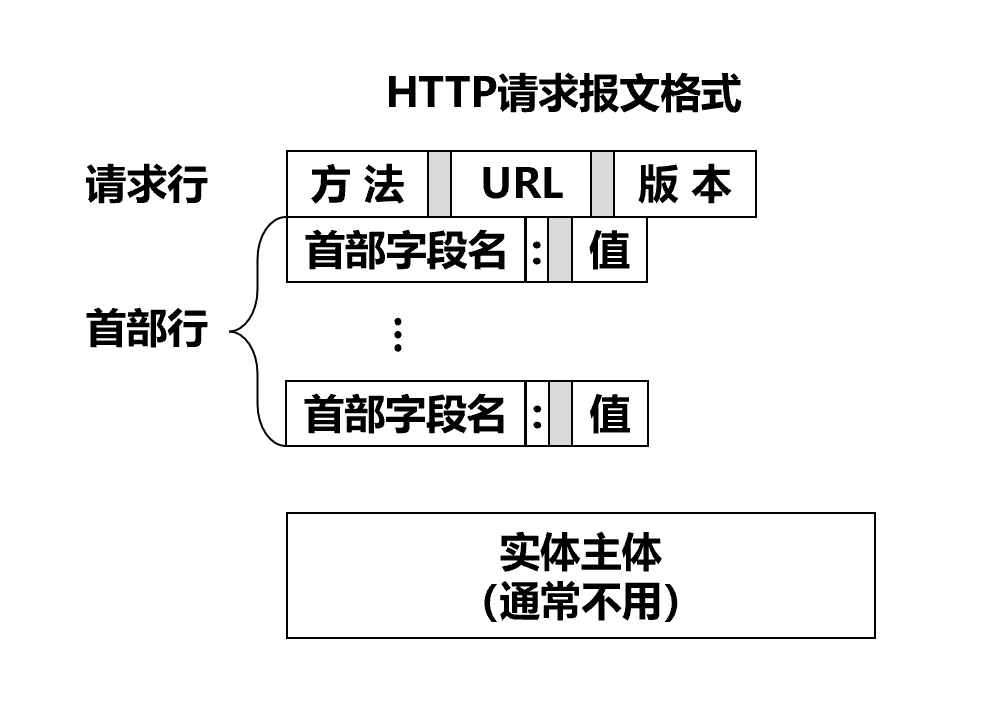 HTTP请求报文格式
请求行 方 法 URL 版 本
首部字段名 : 值
首部行 ⋮
首部字段名 : 值
实体主体
(通常不用)